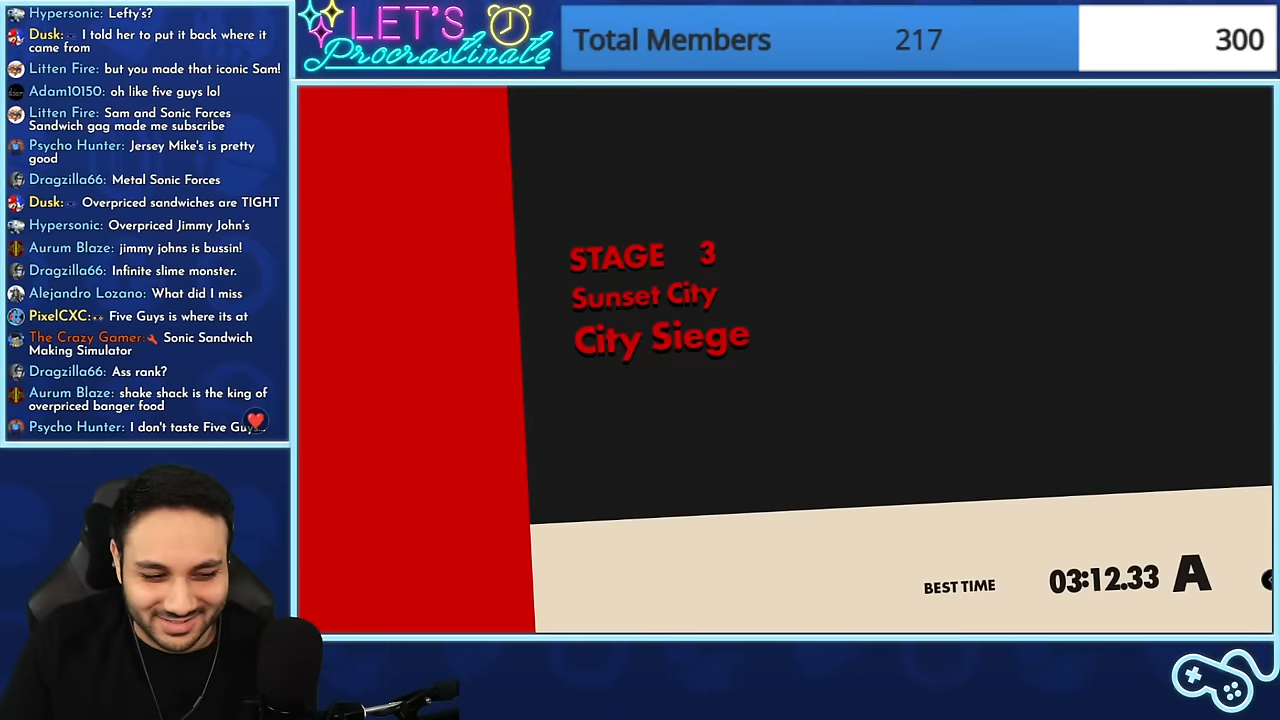 Hypersonic: Lefty's?
Dusk: I told her to put it back where it
came from
Litten Fire: but you made that iconic Sam!
Adam10150: oh like five guys lol
Litten Fire: Sam and Sonic Forces
Sandwich gag made me subscribe
Psycho Hunter: Jersey Mike's is pretty
good
Dragzilla66: Metal Sonic Forces
Dusk: Overpriced sandwiches are TIGHT
Hypersonic: Overpriced Jimmy John's
Aurum Blaze: jimmy johns is bussin!
Dragzilla66: Infinite slime monster.
Alejandro Lozano: What did I miss
PixelCXC: Five Guys is where its at
The Crazy Gamer: Sonic Sandwich
Making Simulator
Dragzilla66: Ass rank?
Aurum Blaze: shake shack is the king of
overpriced banger food
Psycho Hunter: I don't taste Five
LET'S
Procrastinate
Total Members 217 300
STAGE 3
Sunset City
City Siege
BEST TIME 03:12.33 A